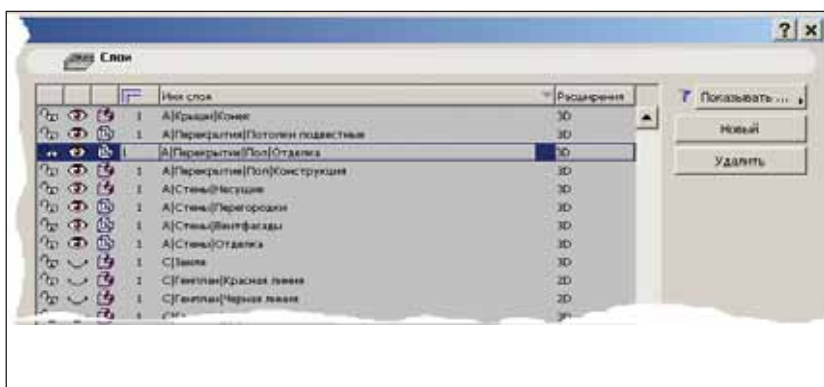 Слои
Имя слоя Расширения
1 А|Крыши|Конек 3D
1 А|Перекрытия|Потолки подвестные 3D
1 А|Перекрытия|Пол|Отделка 3D
1 А|Перекрытия|Пол|Конструкция 3D
1 А|Стены|Несущие 3D
1 А|Стены|Перегородки 3D
1 А|Стены|Вентфасады 3D
1 А|Стены|Отделка 3D
1 С|Земля 3D
1 С|Генплан|Красная линия 2D
1 С|Генплан|Черная линия 2D
Показывать ...
Новый
Удалить